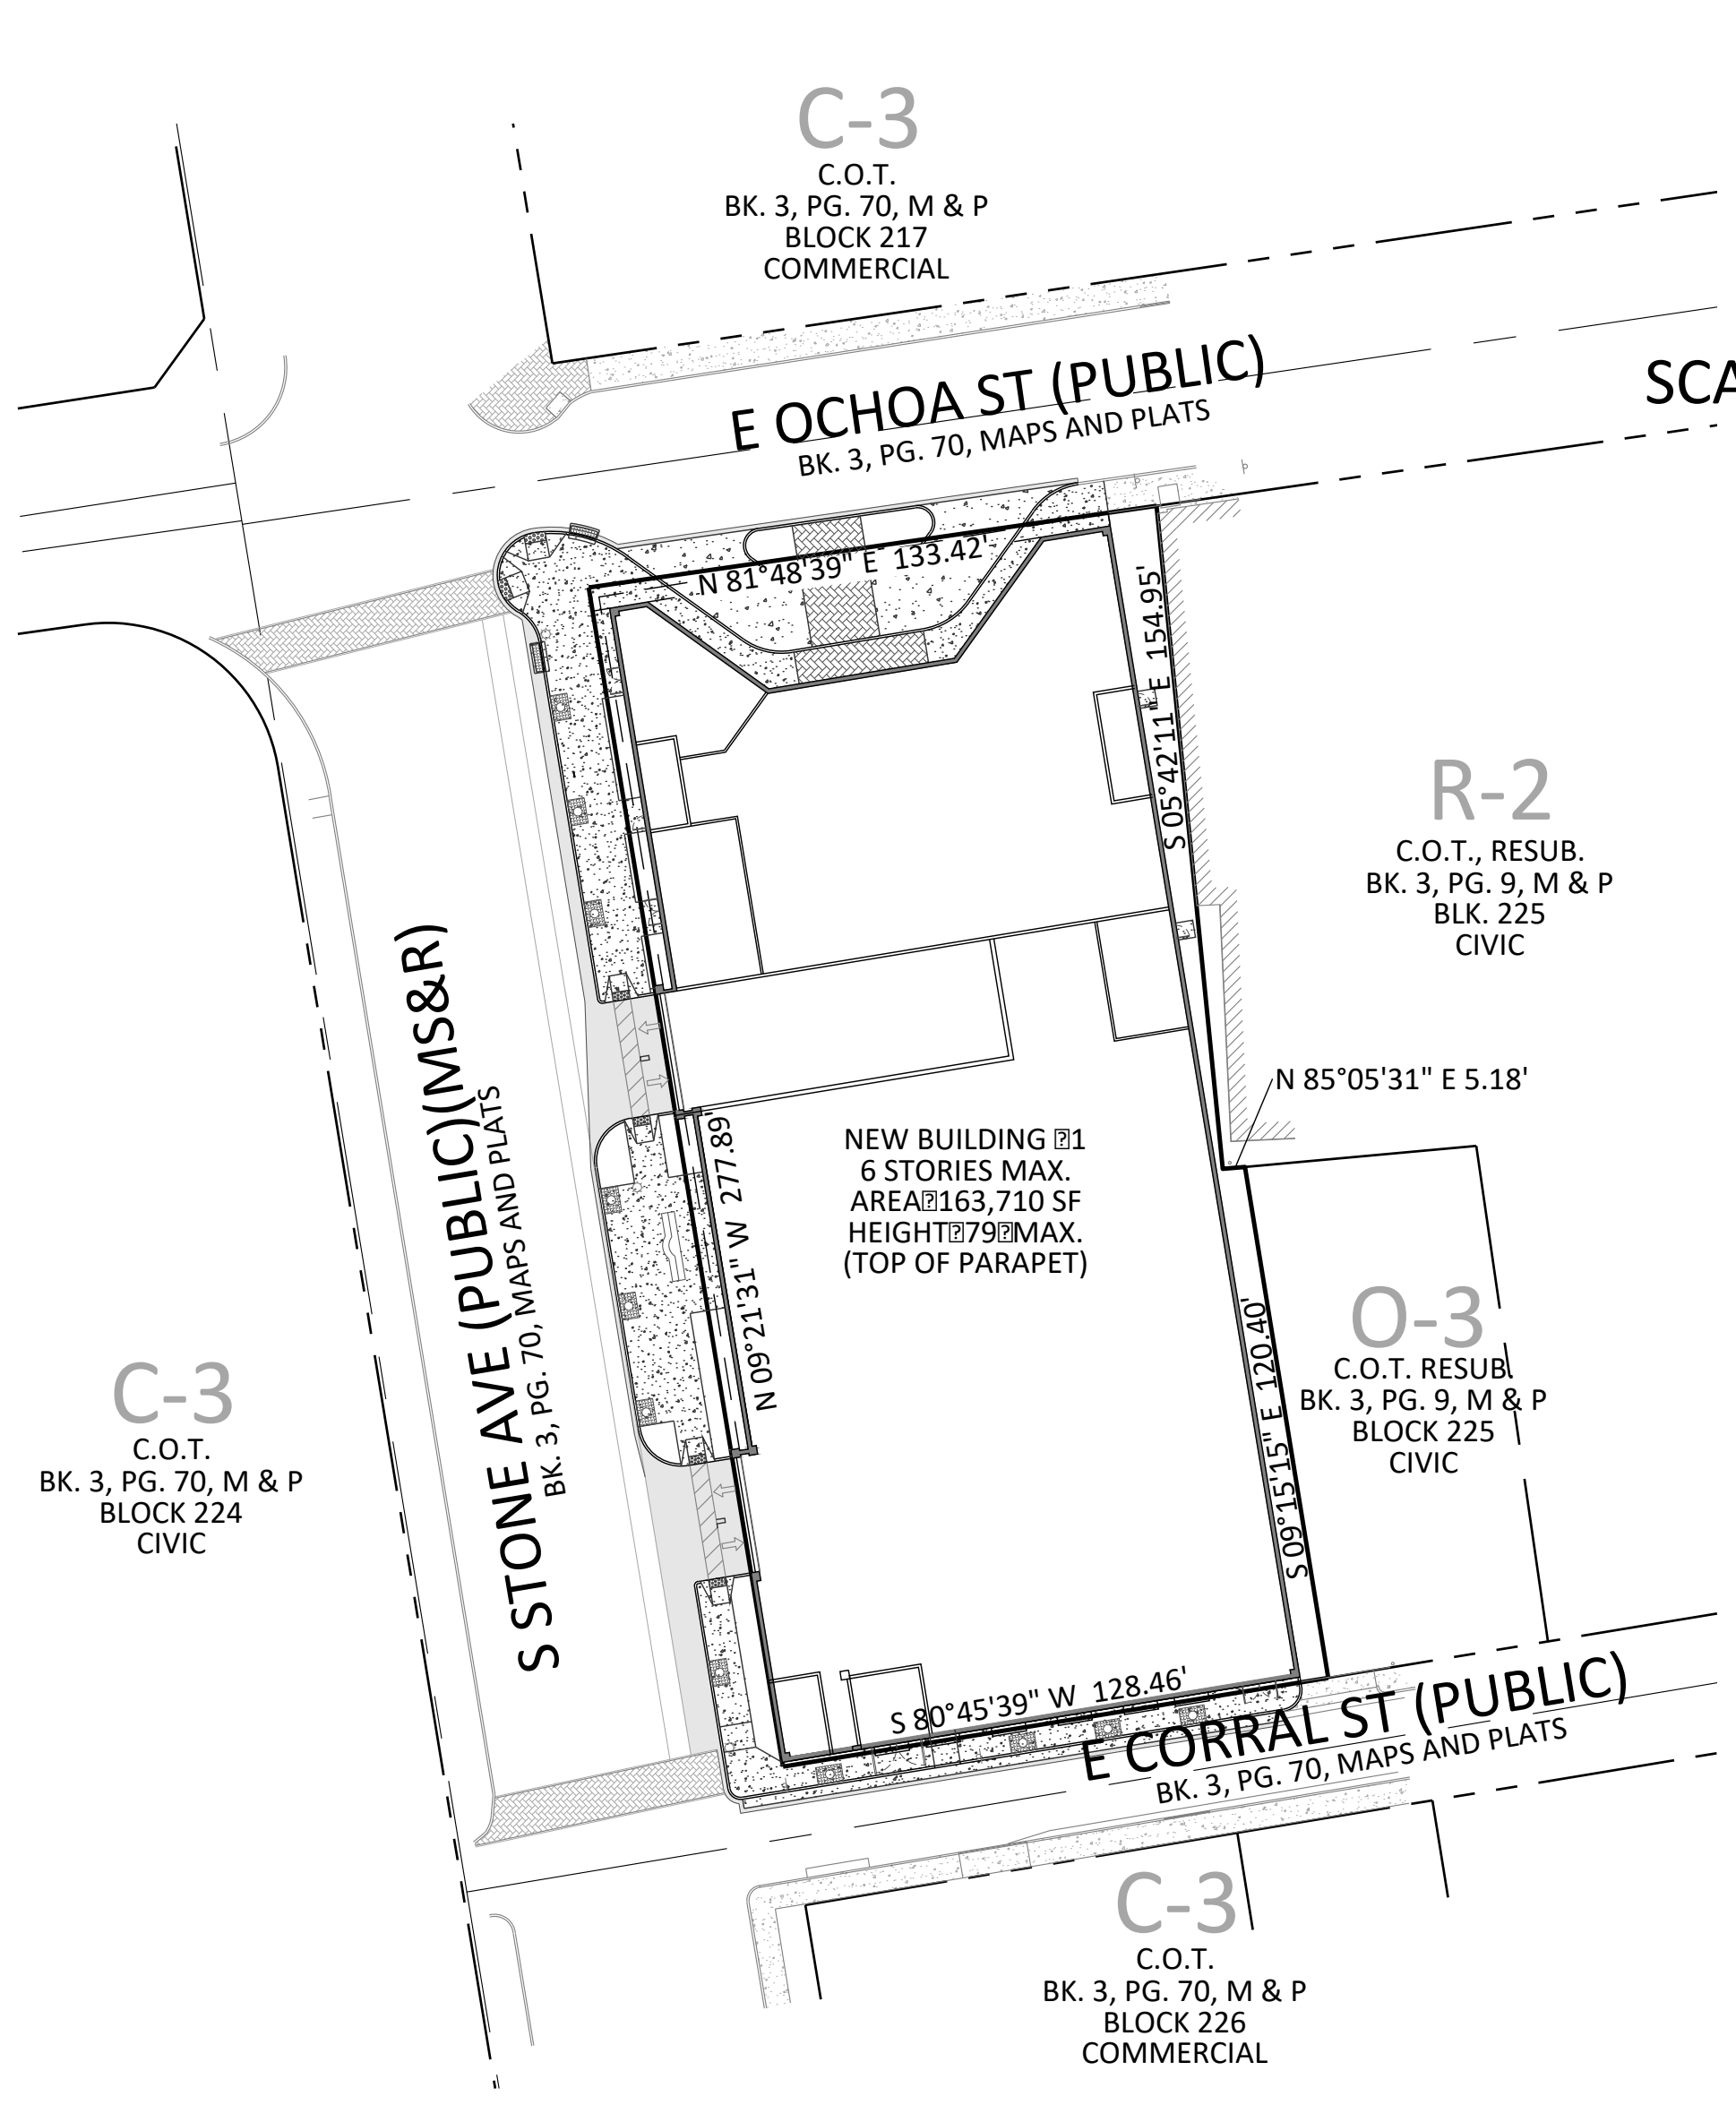 C-3
C.O.T.
BK. 3, PG. 70, M & P
BLOCK 217
COMMERCIAL
E OCHOA ST (PUBLIC)
BK. 3, PG. 70, MAPS AND PLATS
SCA
N 81°48'39" E 133.42'
S 05°42'11" E 154.95'
R-2
C.O.T., RESUB.
BK. 3, PG. 9, M & P
BLK. 225
CIVIC
N 85°05'31" E 5.18'
S STONE AVE (PUBLIC)(MS&R)
BK. 3, PG. 70, MAPS AND PLATS
N 09°21'31" W 277.89'
NEW BUILDING 1
6 STORIES MAX.
AREA 163,710 SF
HEIGHT 79 MAX.
(TOP OF PARAPET)
S 09°15'15" E 120.40'
O-3
C.O.T. RESUB.
BK. 3, PG. 9, M & P
BLOCK 225
CIVIC
C-3
C.O.T.
BK. 3, PG. 70, M & P
BLOCK 224
CIVIC
S 80°45'39" W 128.46'
E CORRAL ST (PUBLIC)
BK. 3, PG. 70, MAPS AND PLATS
C-3
C.O.T.
BK. 3, PG. 70, M & P
BLOCK 226
COMMERCIAL